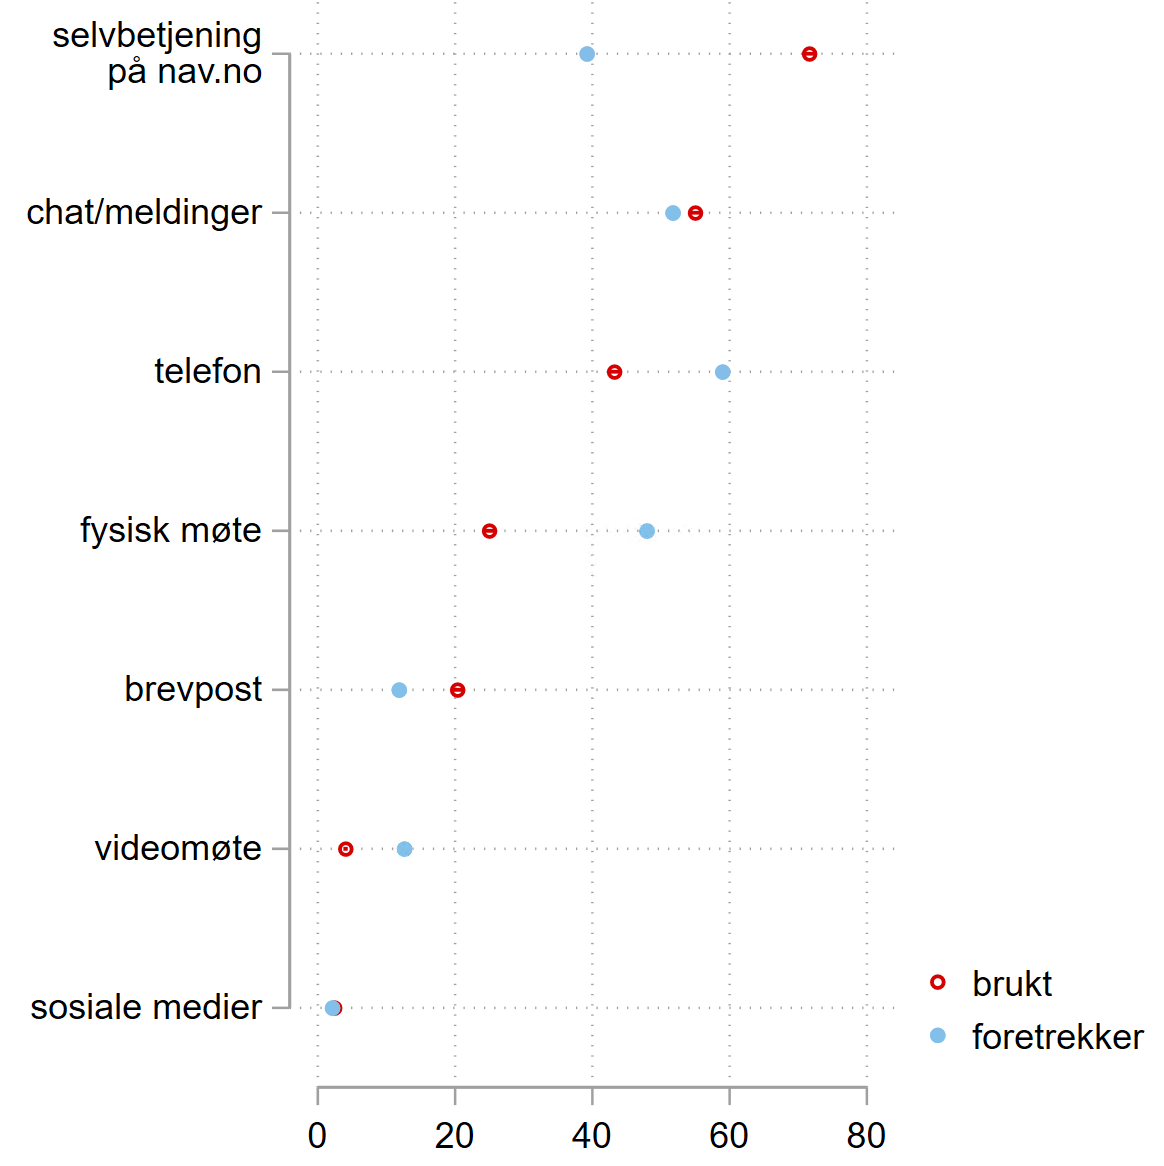 selvbetjening
på nav.no
chat/meldinger
telefon
fysisk møte
brevpost
videomøte
sosiale medier
brukt
foretrekker
0 20 40 60 80